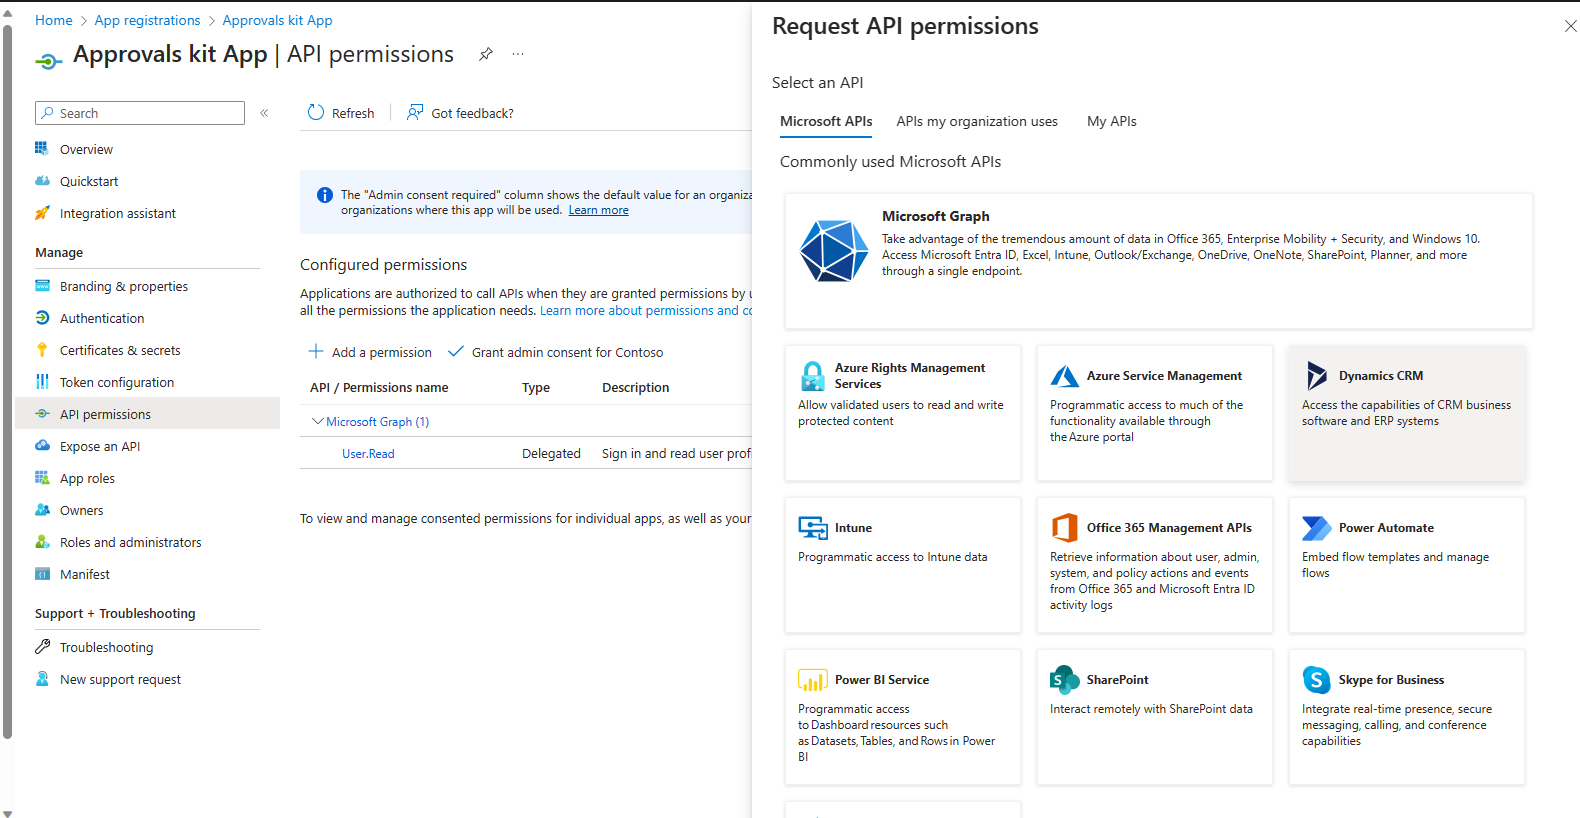 Home > App registrations > Approvals kit App
Approvals kit App | API permissions
Search
Overview
Quickstart
Integration assistant
Manage
Branding & properties
Authentication
Certificates & secrets
Token configuration
API permissions
Expose an API
App roles
Owners
Roles and administrators
Manifest
Support + Troubleshooting
Troubleshooting
New support request
Refresh
Got feedback?
The "Admin consent required" column shows the default value for an organiza
organizations where this app will be used. Learn more
Configured permissions
Applications are authorized to call APIs when they are granted permissions by u
all the permissions the application needs. Learn more about permissions and co
Add a permission
Grant admin consent for Contoso
API / Permissions name Type Description
Microsoft Graph (1)
User.Read Delegated Sign in and read user prof
To view and manage consented permissions for individual apps, as well as your
Request API permissions
Select an API
Microsoft APIs APIs my organization uses My APIs
Commonly used Microsoft APIs
Microsoft Graph
Take advantage of the tremendous amount of data in Office 365, Enterprise Mobility + Security, and Windows 10.
Access Microsoft Entra ID, Excel, Intune, Outlook/Exchange, OneDrive, OneNote, SharePoint, Planner, and more
through a single endpoint.
Azure Rights Management
Services
Allow validated users to read and write
protected content
Azure Service Management
Programmatic access to much of the
functionality available through
the Azure portal
Dynamics CRM
Access the capabilities of CRM business
software and ERP systems
Intune
Programmatic access to Intune data
Office 365 Management APIs
Retrieve information about user, admin,
system, and policy actions and events
from Office 365 and Microsoft Entra ID
activity logs
Power Automate
Embed flow templates and manage
flows
Power BI Service
Programmatic access
to Dashboard resources such
as Datasets, Tables, and Rows in Power
BI
SharePoint
Interact remotely with SharePoint data
Skype for Business
Integrate real-time presence, secure
messaging, calling, and conference
capabilities